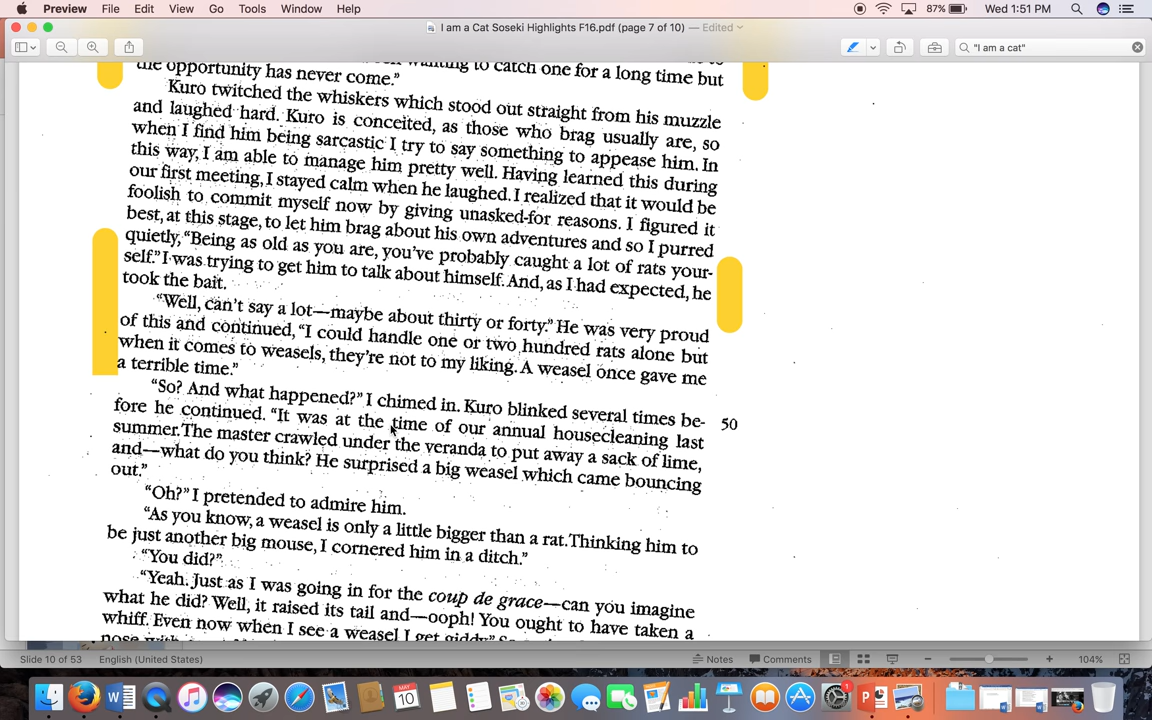 Preview File Edit View Go Tools Window Help 87% Wed 1:51 PM
I am a Cat Soseki Highlights F16.pdf (page 7 of 10) — Edited
"I am a cat"
wanting to catch one for a long time but
the opportunity has never come."
Kuro twitched the whiskers which stood out straight from his muzzle
and laughed hard. Kuro is conceited, as those who brag usually are, so
when I find him being sarcastic I try to say something to appease him. In
this way, I am able to manage him pretty well. Having learned this during
our first meeting, I stayed calm when he laughed. I realized that it would be
foolish to commit myself now by giving unasked-for reasons. I figured it
best, at this stage, to let him brag about his own adventures and so I purred
quietly, "Being as old as you are, you've probably caught a lot of rats your-
self." I was trying to get him to talk about himself. And, as I had expected, he
took the bait.
"Well, can't say a lot—maybe about thirty or forty." He was very proud
of this and continued, "I could handle one or two hundred rats alone but
when it comes to weasels, they're not to my liking. A weasel once gave me
a terrible time."
"So? And what happened?" I chimed in. Kuro blinked several times be-
fore he continued. "It was at the time of our annual housecleaning last 50
summer. The master crawled under the veranda to put away a sack of lime,
and—what do you think? He surprised a big weasel which came bouncing
out."
"Oh?" I pretended to admire him.
"As you know, a weasel is only a little bigger than a rat. Thinking him to
be just another big mouse, I cornered him in a ditch."
"You did?"
"Yeah. Just as I was going in for the coup de grace—can you imagine
what he did? Well, it raised its tail and—ooph! You ought to have taken a
whiff. Even now when I see a weasel I get giddy."
nose with
Slide 10 of 53 English (United States) Notes Comments 104%
MAY
10
1